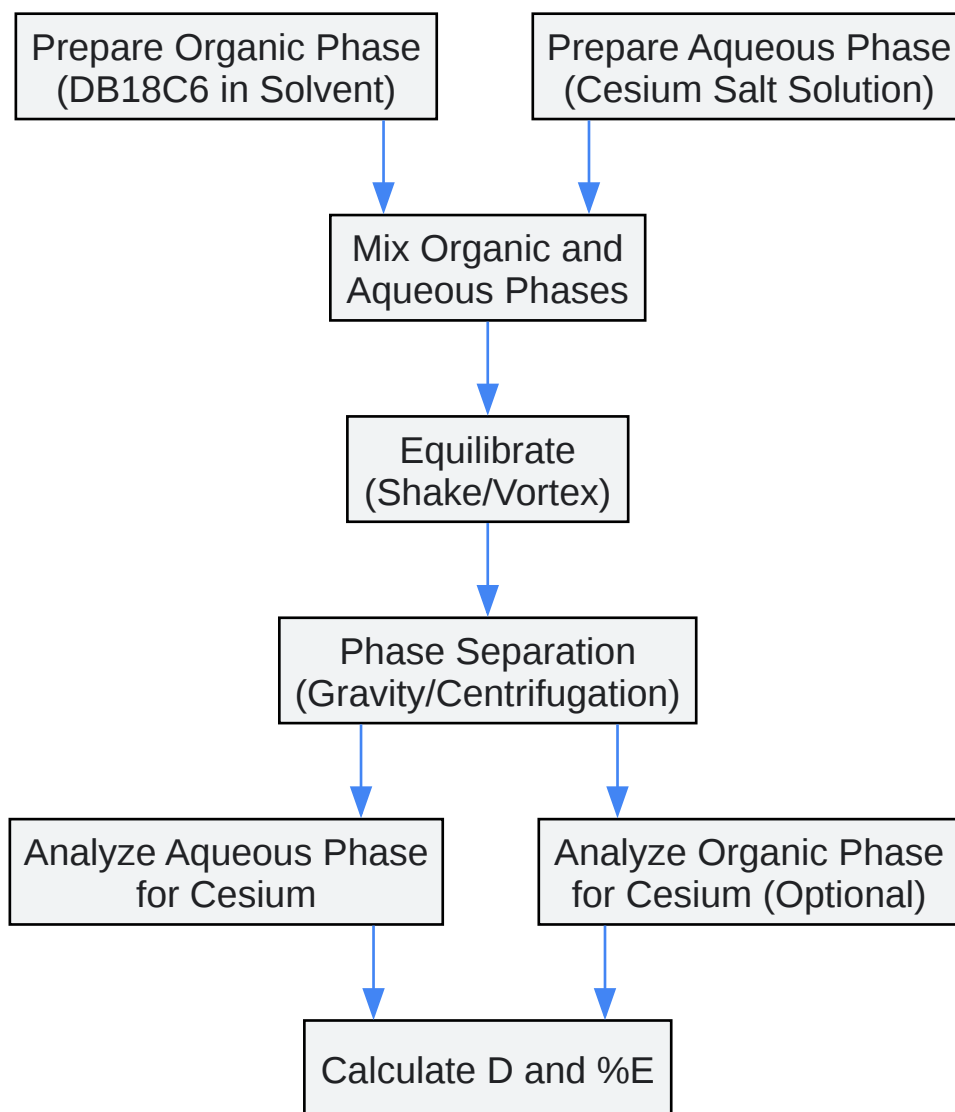 Prepare Organic Phase
(DB18C6 in Solvent)
Prepare Aqueous Phase
(Cesium Salt Solution)
Mix Organic and
Aqueous Phases
Equilibrate
(Shake/Vortex)
Phase Separation
(Gravity/Centrifugation)
Analyze Aqueous Phase
for Cesium
Analyze Organic Phase
for Cesium (Optional)
Calculate D and %E